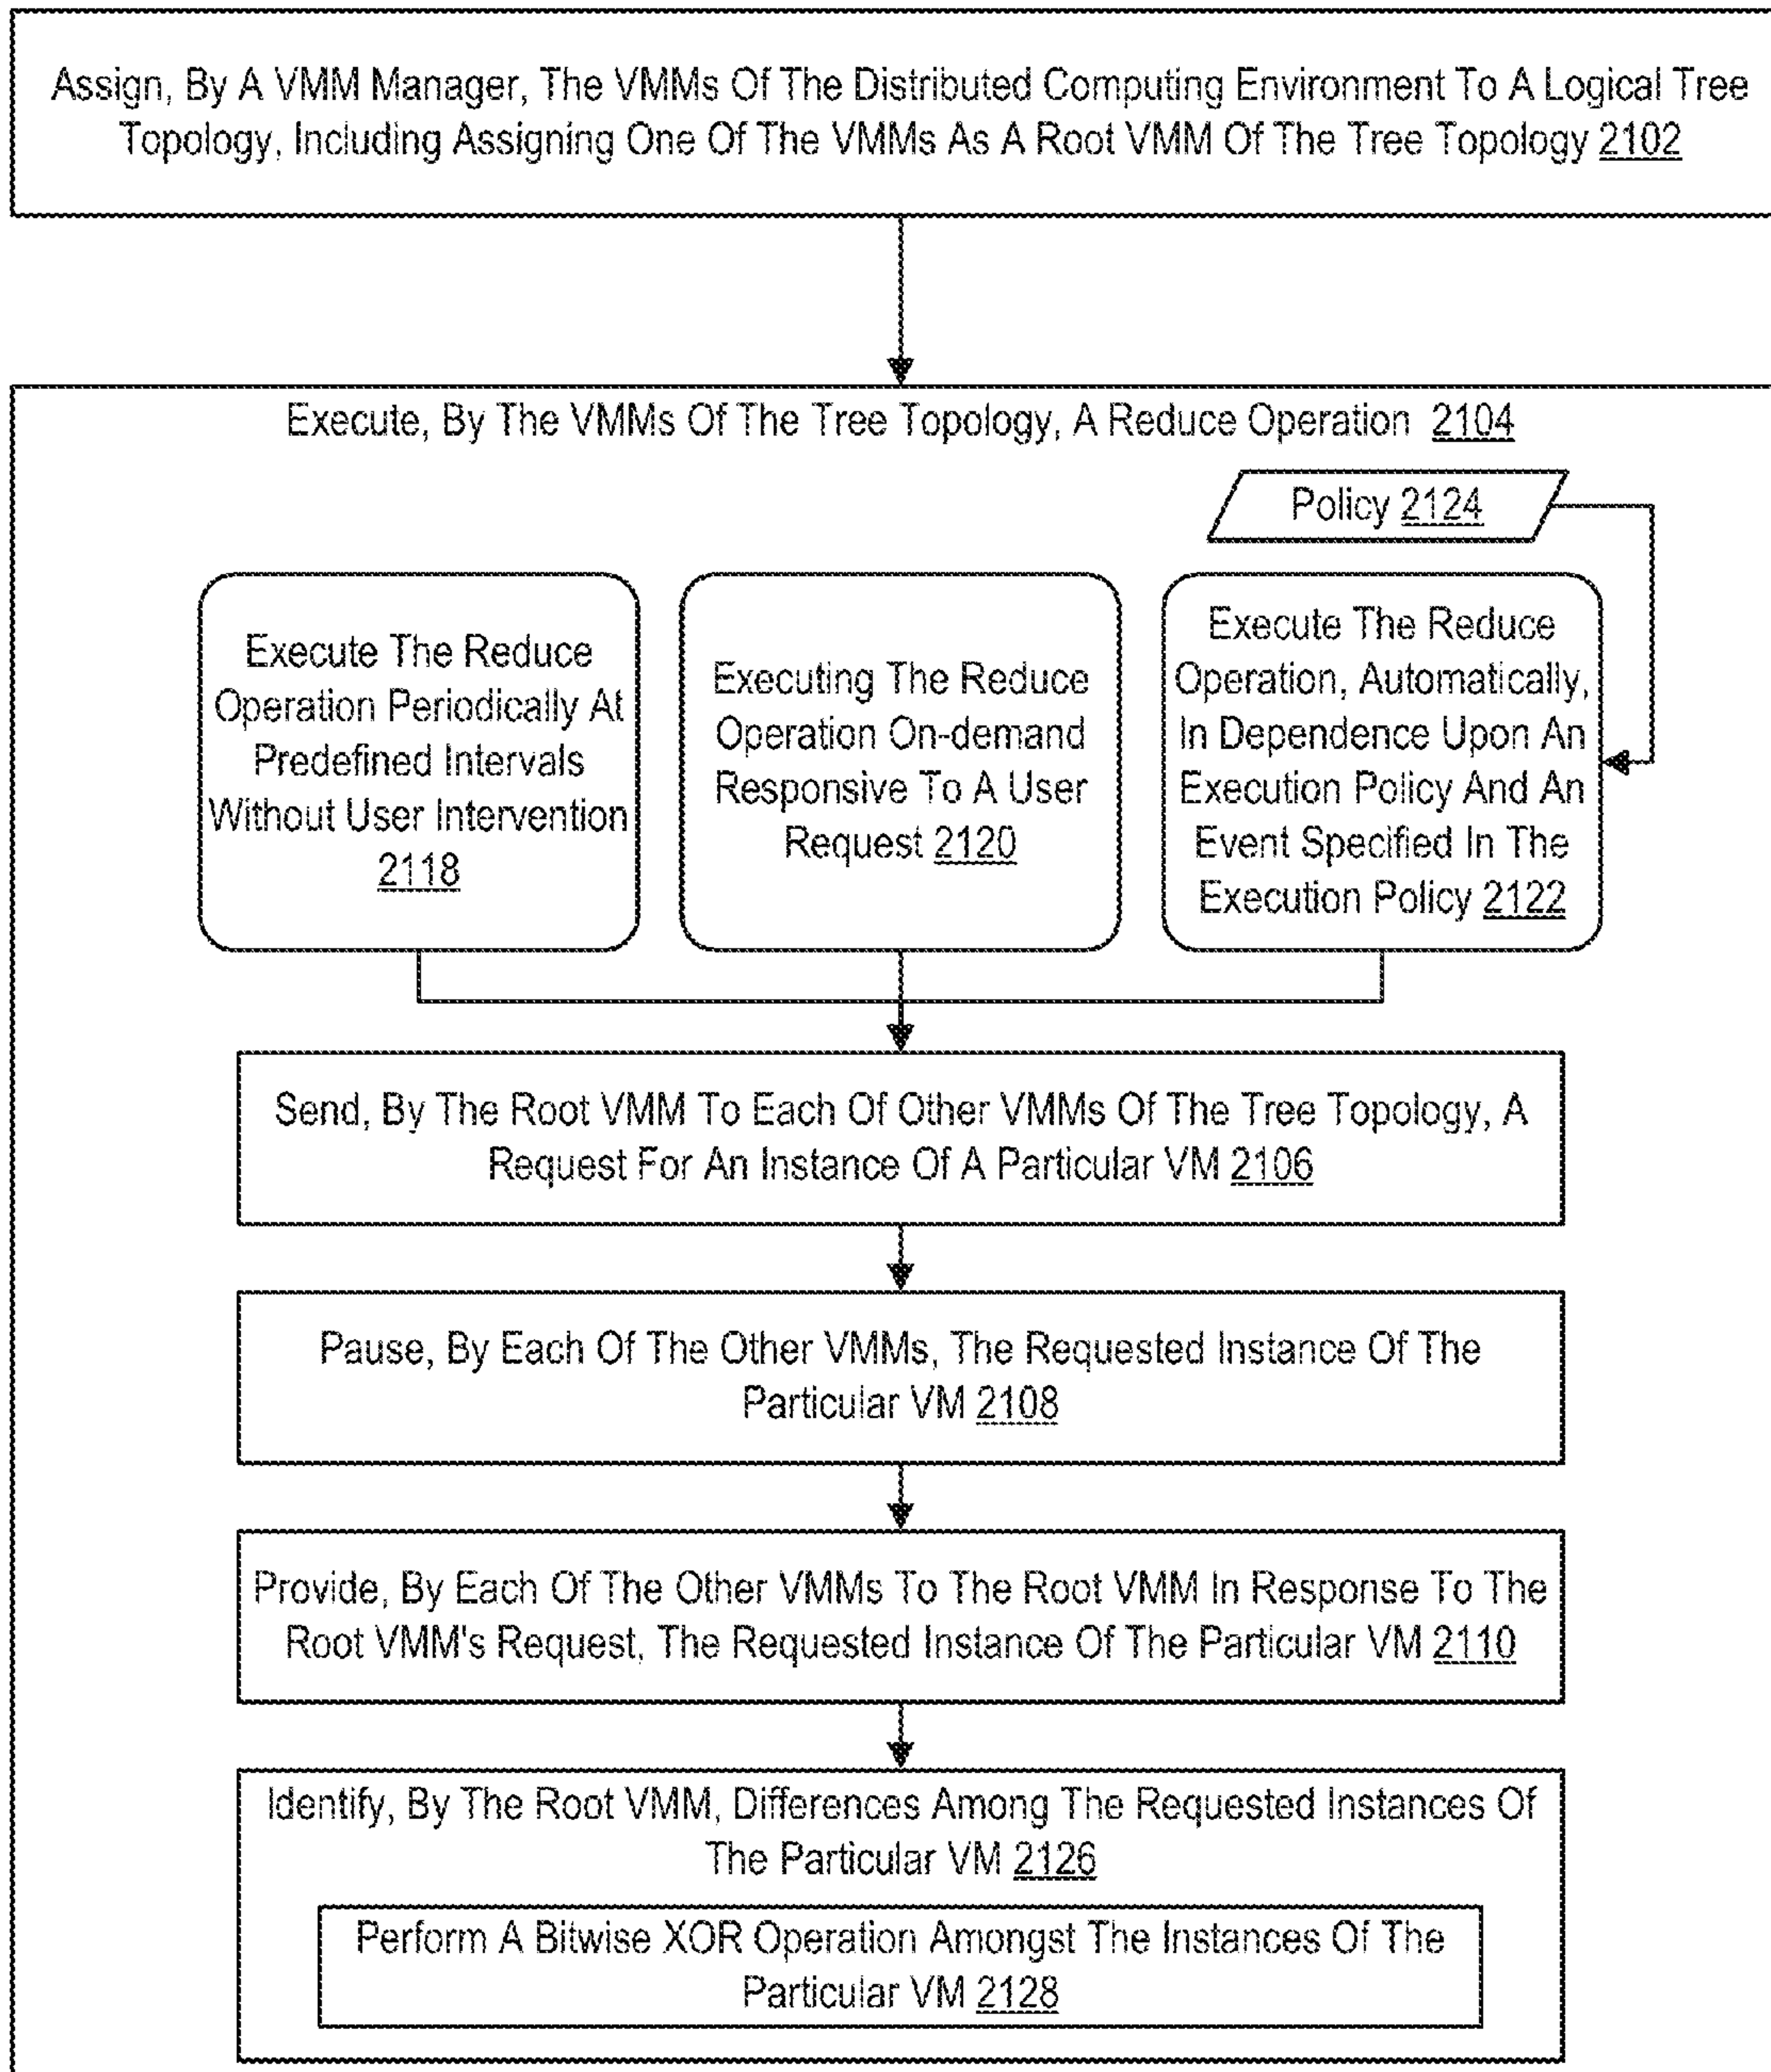 Assign, By A VMM Manager, The VMMs Of The Distributed Computing Environment To A Logical Tree
Topology, Including Assigning One Of The VMMs As A Root VMM Of The Tree Topology 2102
Execute, By The VMMs Of The Tree Topology, A Reduce Operation 2104
Policy 2124
Execute The Reduce
Operation Periodically At
Predefined Intervals
Without User Intervention
2118
Executing The Reduce
Operation On-demand
Responsive To A User
Request 2120
Execute The Reduce
Operation, Automatically,
In Dependence Upon An
Execution Policy And An
Event Specified In The
Execution Policy 2122
Send, By The Root VMM To Each Of Other VMMs Of The Tree Topology, A
Request For An Instance Of A Particular VM 2106
Pause, By Each Of The Other VMMs, The Requested Instance Of The
Particular VM 2108
Provide, By Each Of The Other VMMs To The Root VMM In Response To The
Root VMM's Request, The Requested Instance Of The Particular VM 2110
Identify, By The Root VMM, Differences Among The Requested Instances Of
The Particular VM 2126
Perform A Bitwise XOR Operation Amongst The Instances Of The
Particular VM 2128